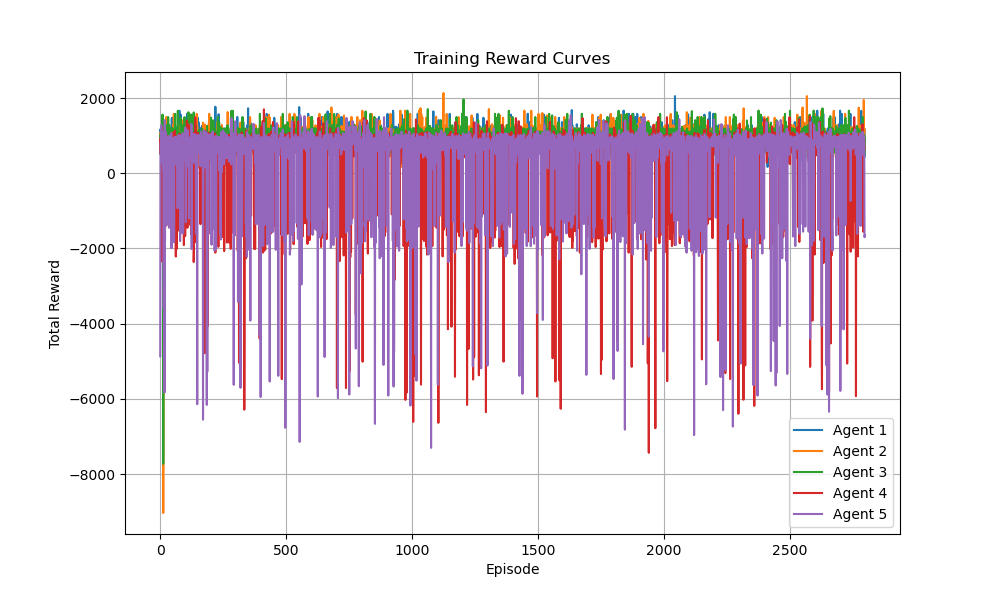 Training Reward Curves
Total Reward
2000
0
−2000
−4000
−6000
−8000
0
500
1000
1500
2000
2500
Episode
Agent 1
Agent 2
Agent 3
Agent 4
Agent 5